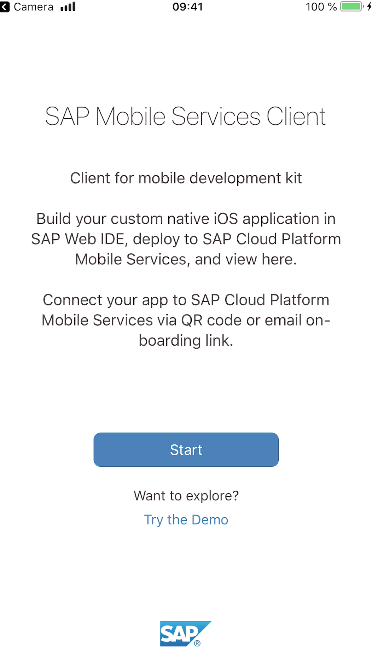 Camera 09:41 100 %
SAP Mobile Services Client
Client for mobile development kit
Build your custom native iOS application in
SAP Web IDE, deploy to SAP Cloud Platform
Mobile Services, and view here.
Connect your app to SAP Cloud Platform
Mobile Services via QR code or email on-
boarding link.
Start
Want to explore?
Try the Demo
SAP®